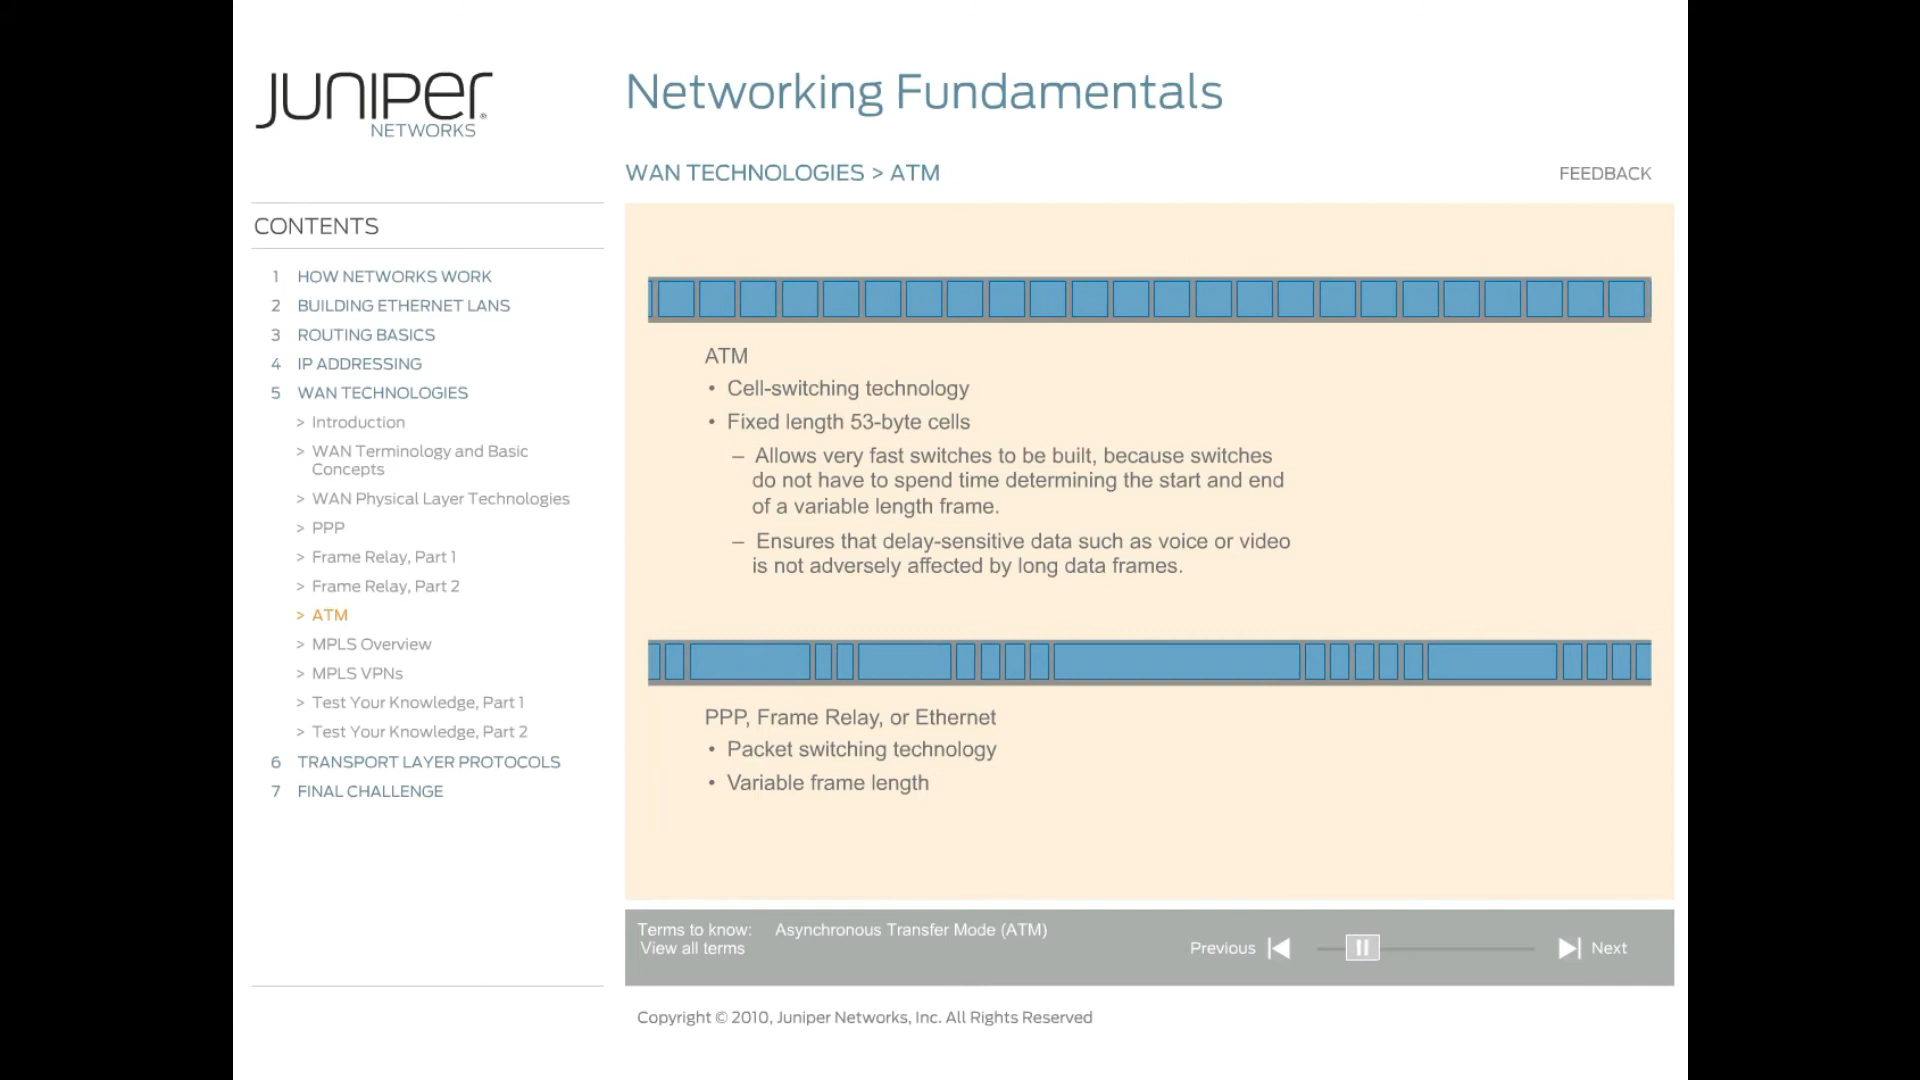 JUNIPEr
NETWORKS
Networking Fundamentals
WAN TECHNOLOGIES > ATM
FEEDBACK
CONTENTS
1 HOW NETWORKS WORK
2 BUILDING ETHERNET LANS
3 ROUTING BASICS
4 IP ADDRESSING
5 WAN TECHNOLOGIES
> Introduction
> WAN Terminology and Basic
Concepts
> WAN Physical Layer Technologies
> PPP
> Frame Relay, Part 1
> Frame Relay, Part 2
> ATM
> MPLS Overview
> MPLS VPNs
> Test Your Knowledge, Part 1
> Test Your Knowledge, Part 2
6 TRANSPORT LAYER PROTOCOLS
7 FINAL CHALLENGE
ATM
• Cell-switching technology
• Fixed length 53-byte cells
– Allows very fast switches to be built, because switches
do not have to spend time determining the start and end
of a variable length frame.
– Ensures that delay-sensitive data such as voice or video
is not adversely affected by long data frames.
PPP, Frame Relay, or Ethernet
• Packet switching technology
• Variable frame length
Terms to know: Asynchronous Transfer Mode (ATM)
View all terms
Previous
Next
Copyright © 2010, Juniper Networks, Inc. All Rights Reserved